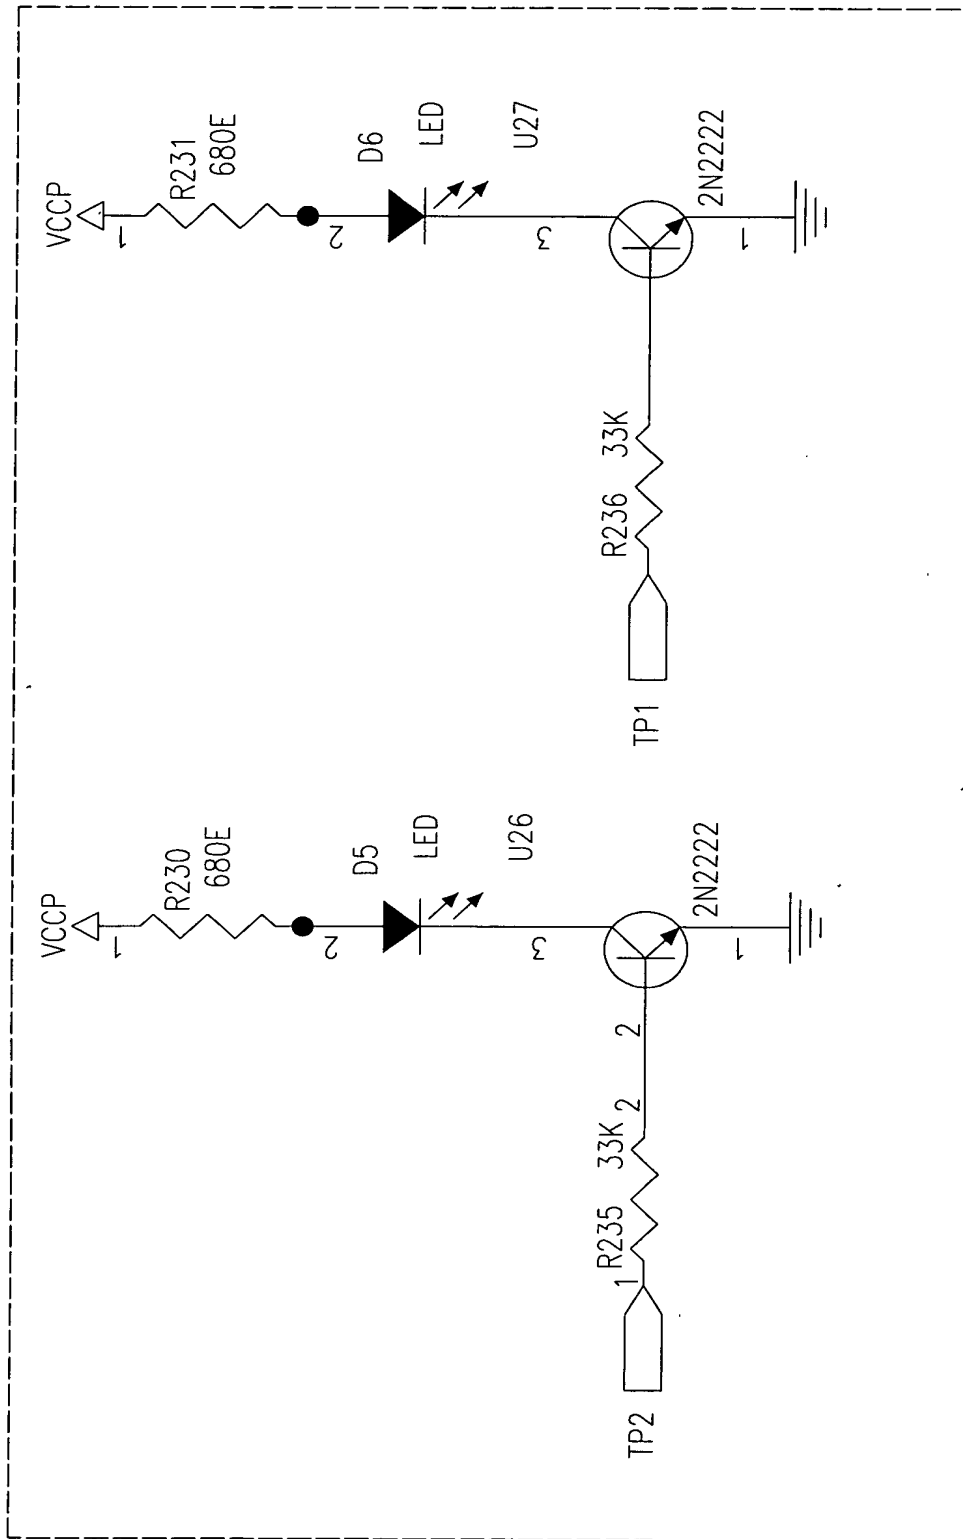 VCCP
1
R231
680E
2
D6
LED
3
U27
2N2222
1
R236 33K
TP1
VCCP
1
R230
680E
2
D5
LED
3
U26
2N2222
1
2
2
R235 33K
1
TP2